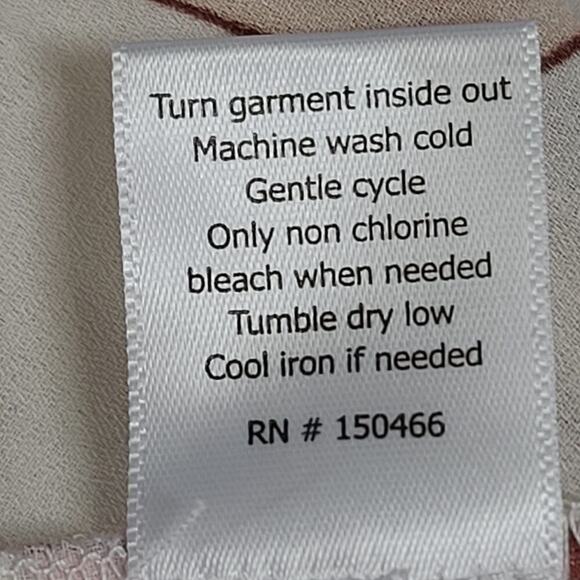 Turn garment inside out
Machine wash cold
Gentle cycle
Only non chlorine
bleach when needed
Tumble dry low
Cool iron if needed
RN # 150466